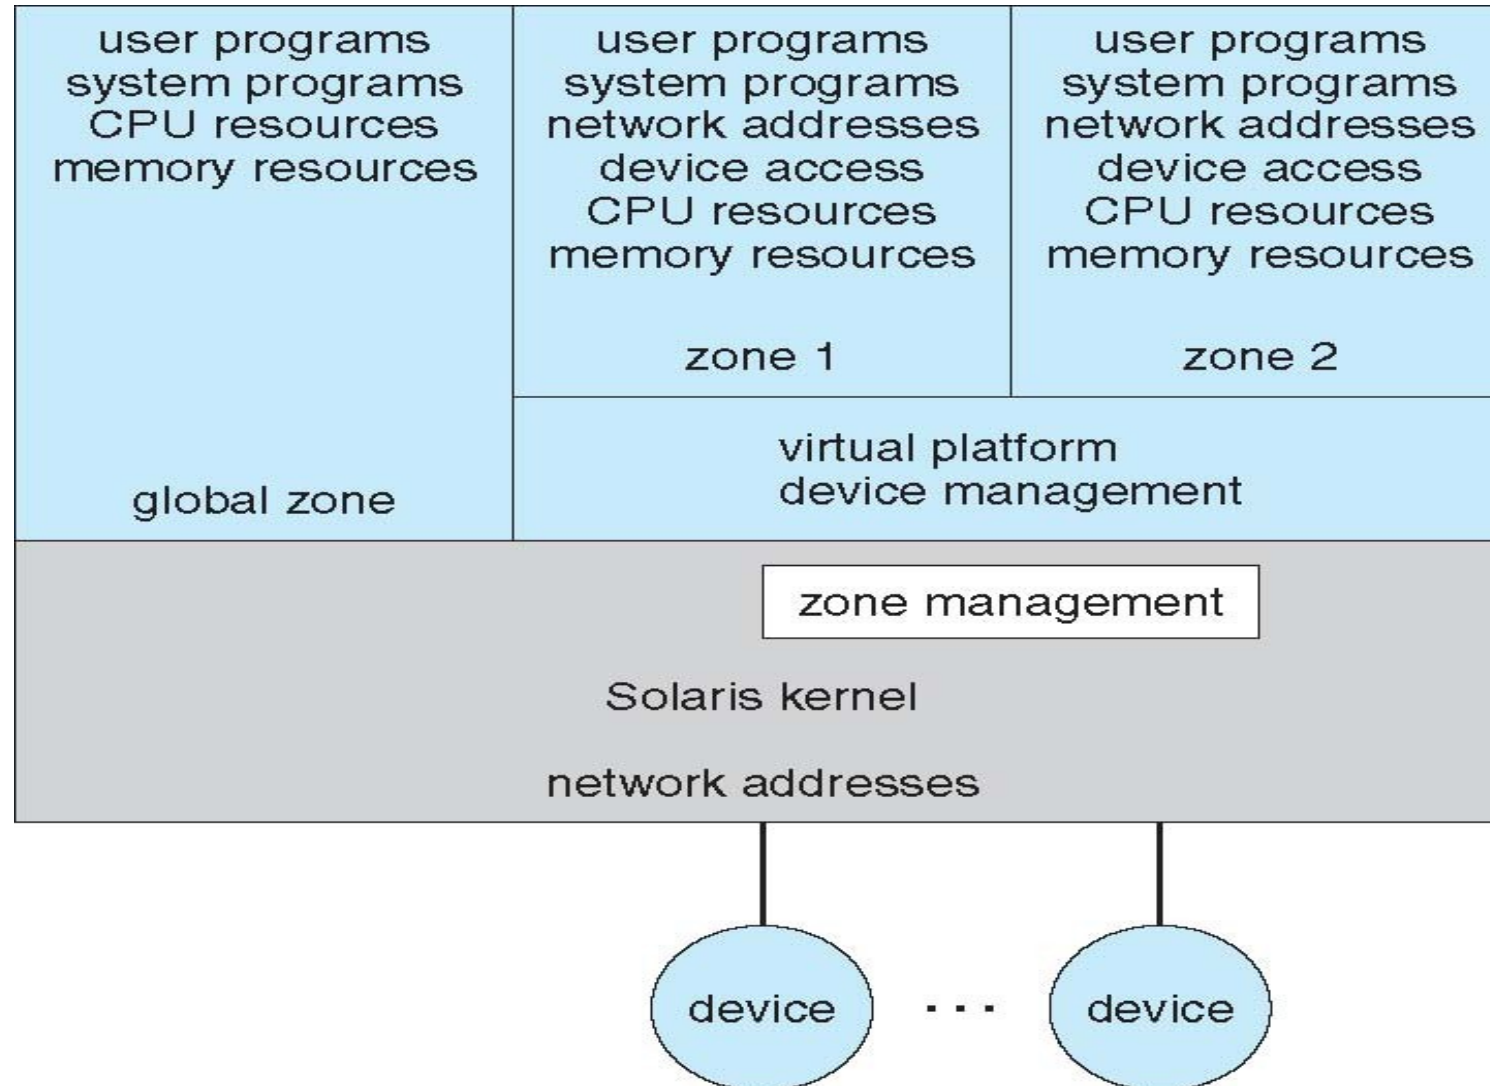 user programs
system programs
CPU resources
memory resources
global zone
user programs
system programs
network addresses
device access
CPU resources
memory resources
zone 1
user programs
system programs
network addresses
device access
CPU resources
memory resources
zone 2
virtual platform
device management
zone management
Solaris kernel
network addresses
device
. . .
device